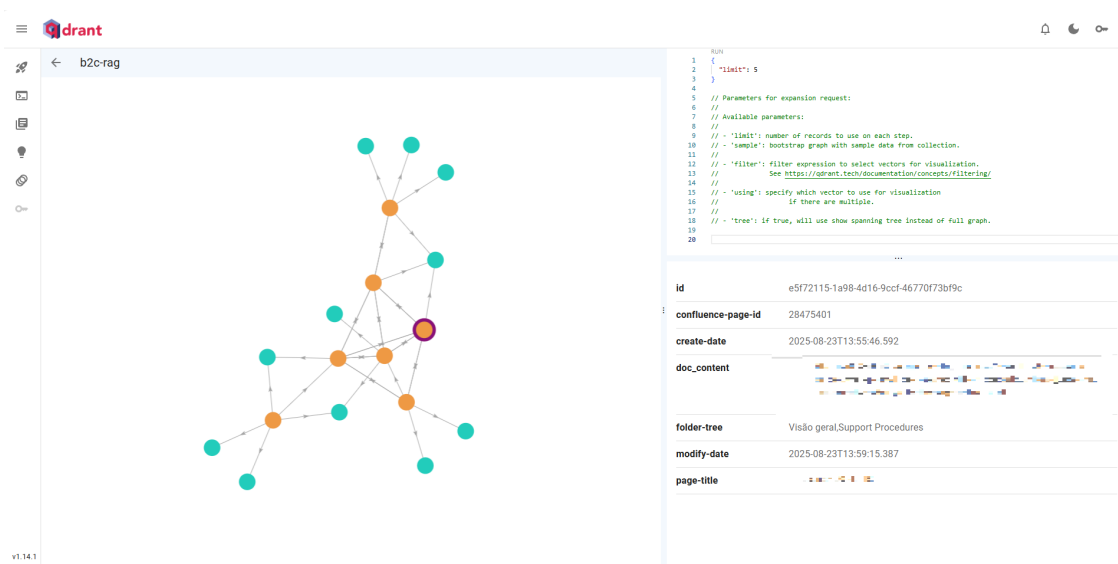 qdrant
b2c-rag
RUN
1 {
2 "limit": 5
3 }
4
5 // Parameters for expansion request:
6 //
7 // Available parameters:
8 //
9 // - 'limit': number of records to use on each step.
10 // - 'sample': bootstrap graph with sample data from collection.
11 //
12 // - 'filter': filter expression to select vectors for visualization.
13 // See https://qdrant.tech/documentation/concepts/filtering/
14 //
15 // - 'using': specify which vector to use for visualization
16 // if there are multiple.
17 //
18 // - 'tree': if true, will use show spanning tree instead of full graph.
19
20
id e5f72115-1a98-4d16-9ccf-46770f73bf9c
confluence-page-id 28475401
create-date 2025-08-23T13:55:46.592
doc_content
folder-tree Visão geral,Support Procedures
modify-date 2025-08-23T13:59:15.387
page-title
v1.14.1